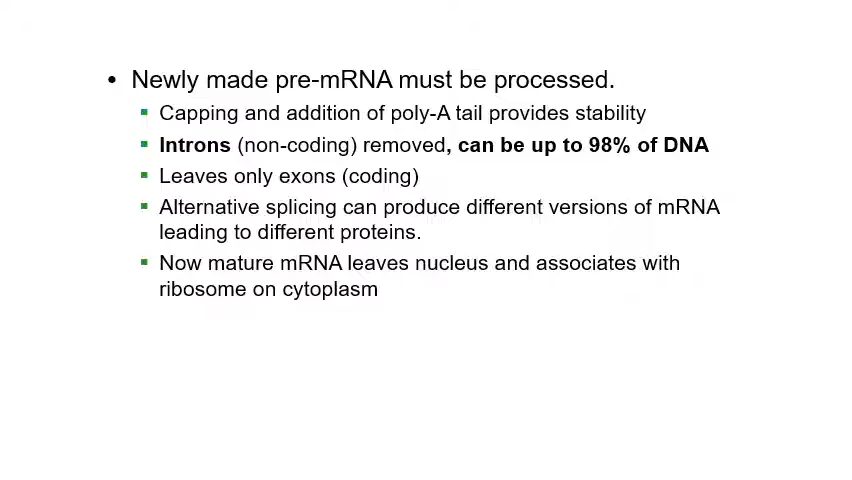 • Newly made pre-mRNA must be processed.
▪ Capping and addition of poly-A tail provides stability
▪ Introns (non-coding) removed, can be up to 98% of DNA
▪ Leaves only exons (coding)
▪ Alternative splicing can produce different versions of mRNA
leading to different proteins.
▪ Now mature mRNA leaves nucleus and associates with
ribosome on cytoplasm